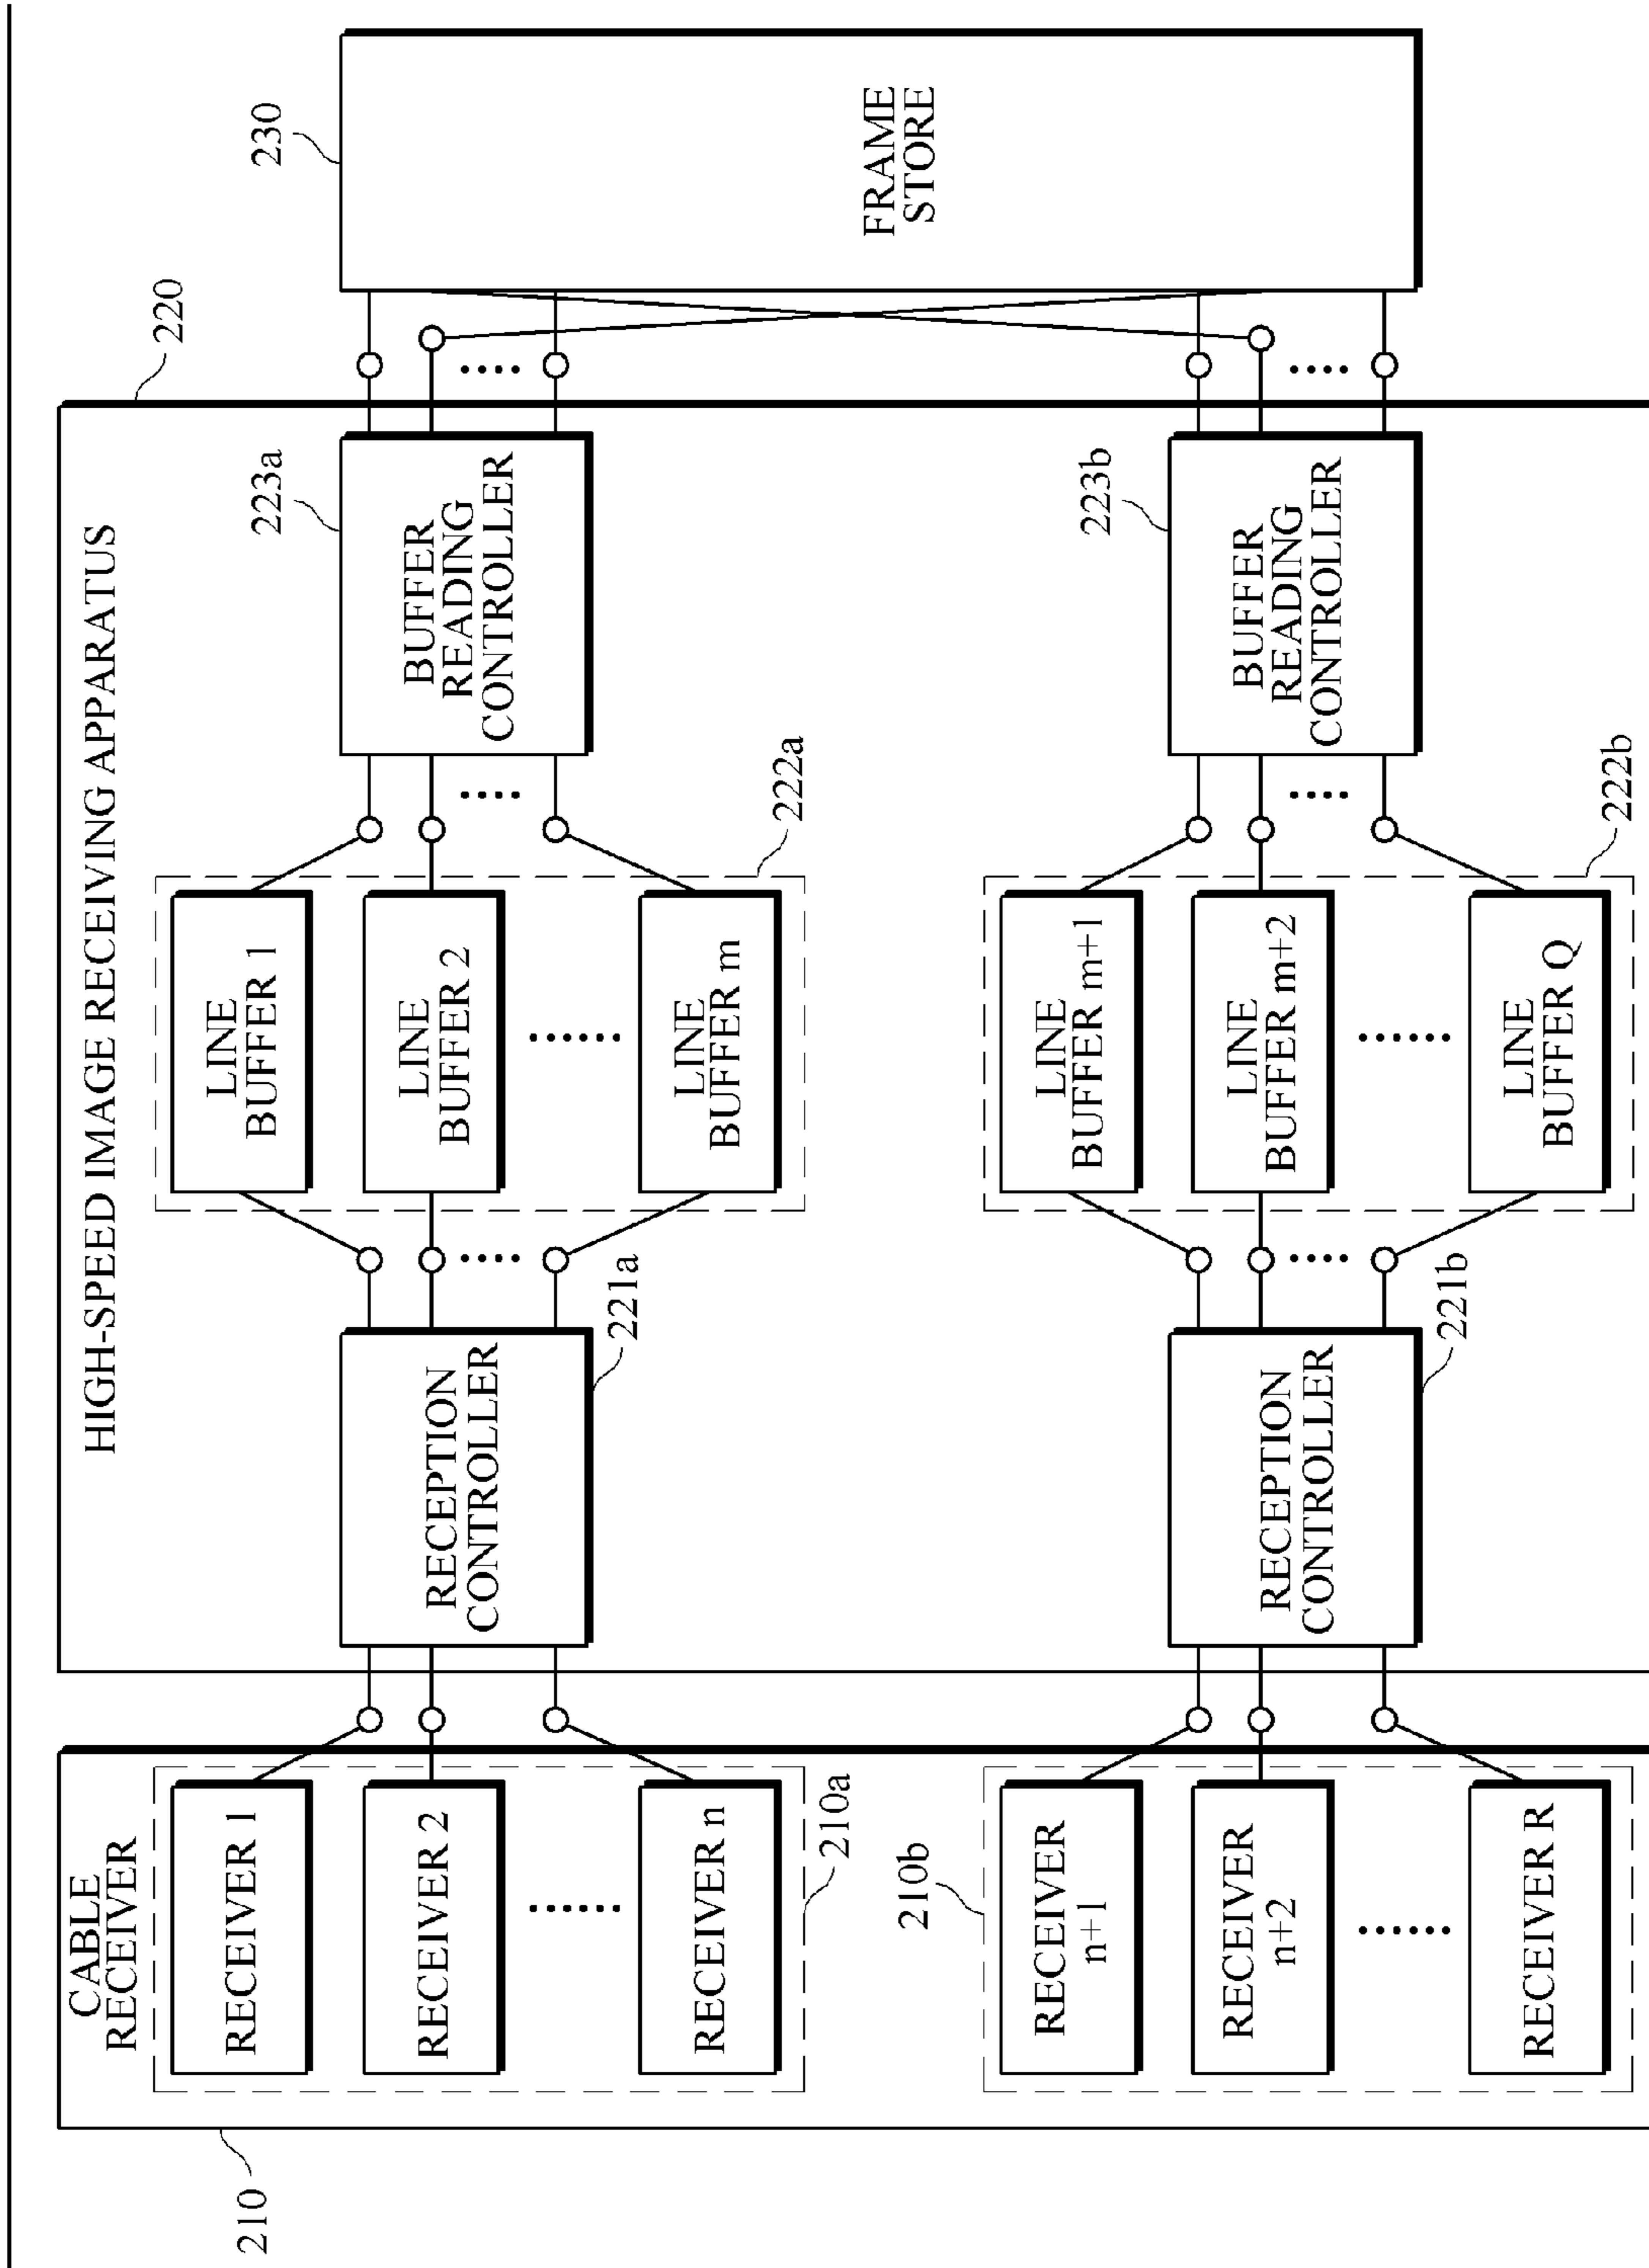 210
CABLE
RECEIVER
RECEIVER 1
RECEIVER 2
RECEIVER n
210a
210b
RECEIVER
n+1
RECEIVER
n+2
RECEIVER R
HIGH-SPEED IMAGE RECEIVING APPARATUS
220
RECEPTION
CONTROLLER
221a
RECEPTION
CONTROLLER
221b
LINE
BUFFER 1
LINE
BUFFER 2
LINE
BUFFER m
222a
LINE
BUFFER m+1
LINE
BUFFER m+2
LINE
BUFFER Q
222b
223a
BUFFER
READING
CONTROLLER
223b
BUFFER
READING
CONTROLLER
230
FRAME
STORE